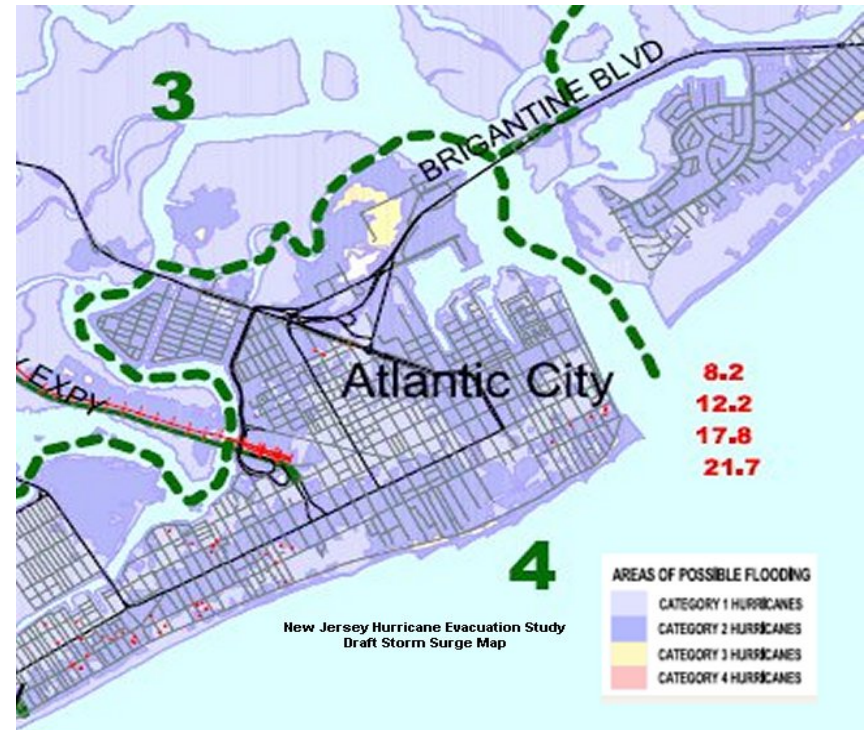 3
BRIGANTINE BLVD
EXPY
Atlantic City
8.2
12.2
17.8
21.7
4
New Jersey Hurricane Evacuation Study
Draft Storm Surge Map
AREAS OF POSSIBLE FLOODING
CATEGORY 1 HURRICANES
CATEGORY 2 HURRICANES
CATEGORY 3 HURRICANES
CATEGORY 4 HURRICANES